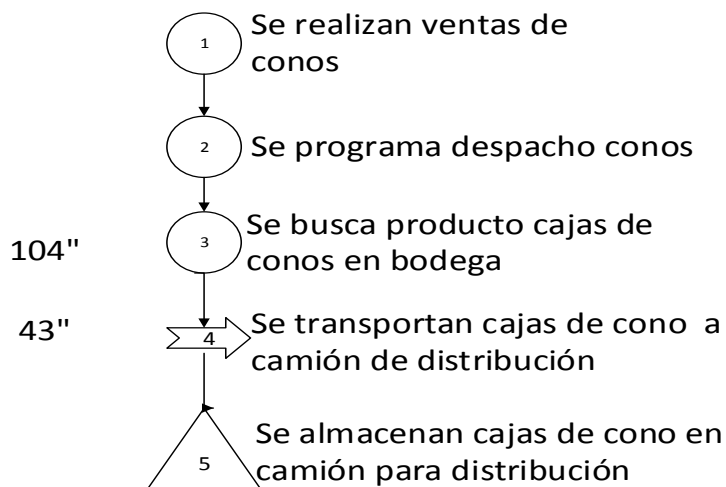 1
Se realizan ventas de
conos
2
Se programa despacho conos
104"
3
Se busca producto cajas de
conos en bodega
43"
4
Se transportan cajas de cono a
camión de distribución
5
Se almacenan cajas de cono en
camión para distribución